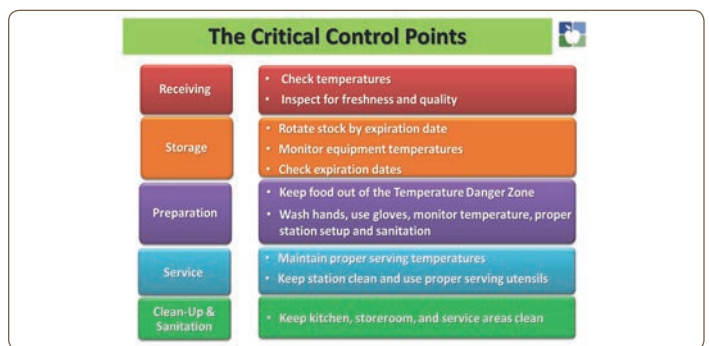 The Critical Control Points
Receiving
• Check temperatures
• Inspect for freshness and quality
Storage
• Rotate stock by expiration date
• Monitor equipment temperatures
• Check expiration dates
Preparation
• Keep food out of the Temperature Danger Zone
• Wash hands, use gloves, monitor temperature, proper
station setup and sanitation
Service
• Maintain proper serving temperatures
• Keep station clean and use proper serving utensils
Clean-Up &
Sanitation
• Keep kitchen, storeroom, and service areas clean